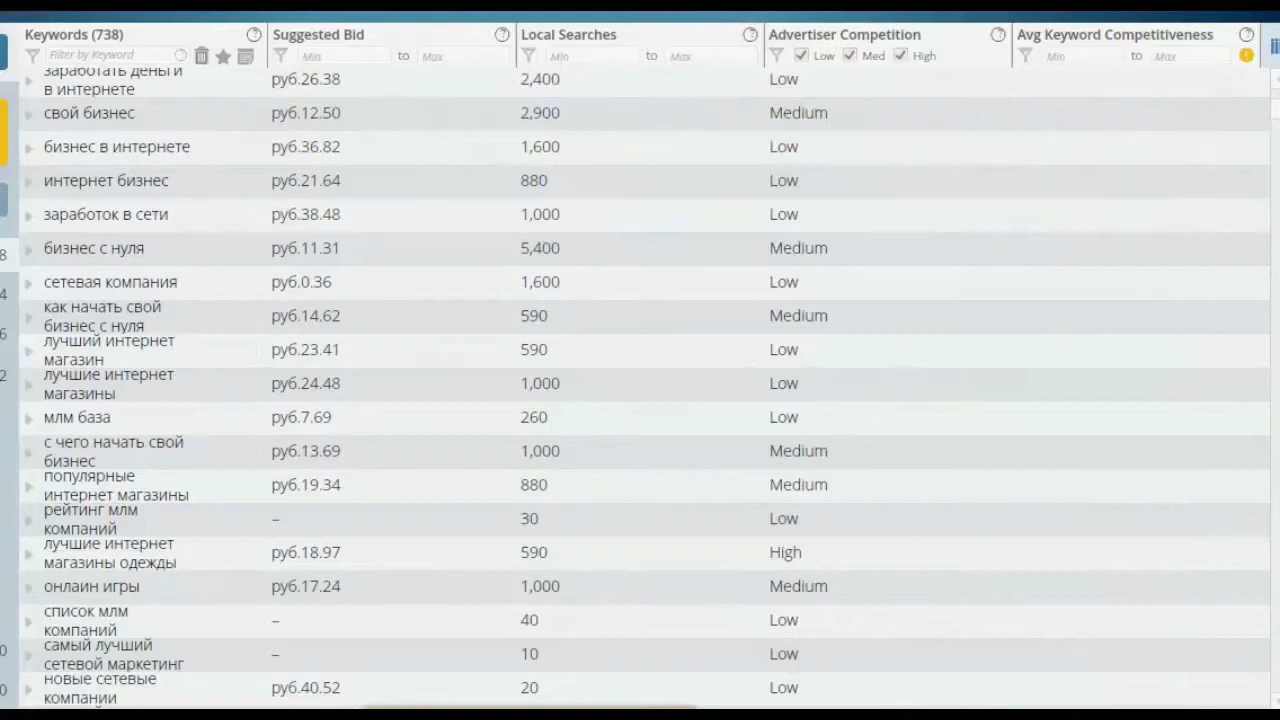 Keywords (738) Suggested Bid Local Searches Advertiser Competition Avg Keyword Competitiveness
Filter by Keyword Min to Max Min to Max Low Med High Min to Max
заработать деньги
в интернете руб.26.38 2,400 Low
свой бизнес руб.12.50 2,900 Medium
бизнес в интернете руб.36.82 1,600 Low
интернет бизнес руб.21.64 880 Low
заработок в сети руб.38.48 1,000 Low
8 бизнес с нуля руб.11.31 5,400 Medium
сетевая компания руб.0.36 1,600 Low
4
как начать свой
бизнес с нуля руб.14.62 590 Medium
6
лучший интернет
магазин руб.23.41 590 Low
2
лучшие интернет
магазины руб.24.48 1,000 Low
млм база руб.7.69 260 Low
с чего начать свой
бизнес руб.13.69 1,000 Medium
популярные
интернет магазины руб.19.34 880 Medium
рейтинг млм
компаний – 30 Low
лучшие интернет
магазины одежды руб.18.97 590 High
онлаин игры руб.17.24 1,000 Medium
список млм
компаний – 40 Low
0
самый лучший
сетевой маркетинг – 10 Low
0
новые сетевые
компании руб.40.52 20 Low